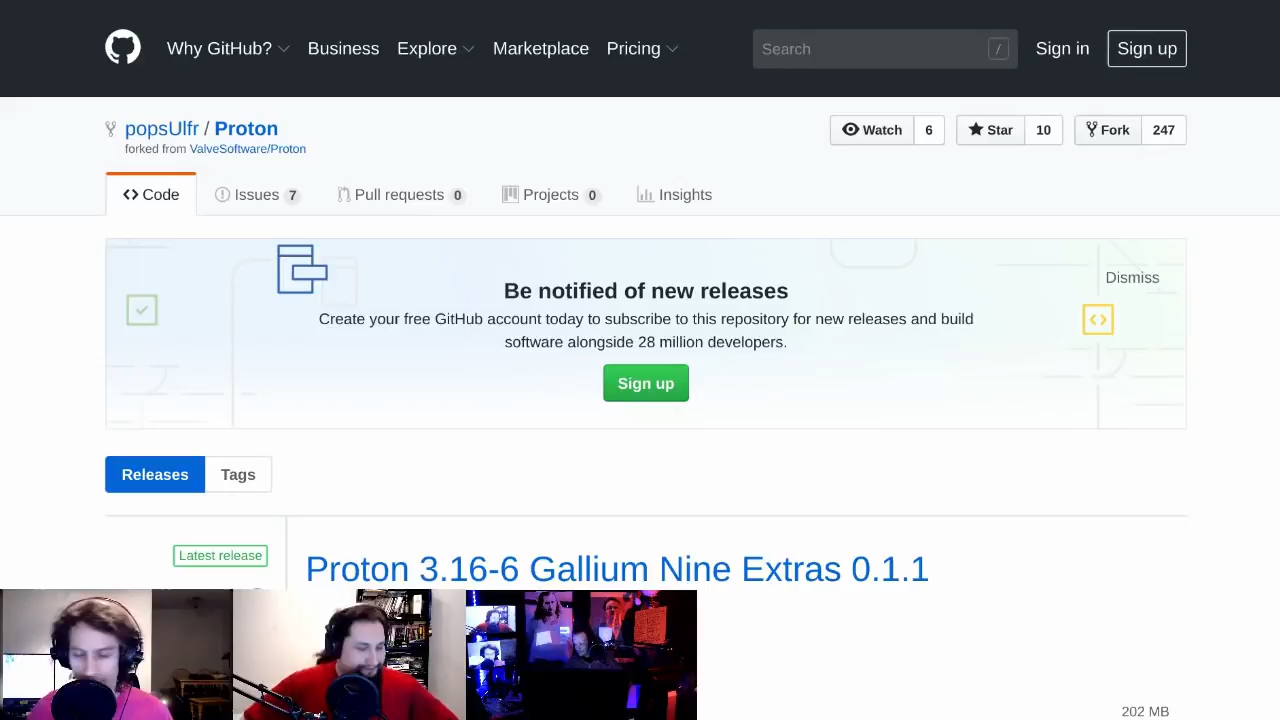 Why GitHub? Business Explore Marketplace Pricing Search / Sign in Sign up
popsUlfr / Proton
forked from ValveSoftware/Proton
Watch 6 Star 10 Fork 247
Code Issues 7 Pull requests 0 Projects 0 Insights
Dismiss
Be notified of new releases
Create your free GitHub account today to subscribe to this repository for new releases and build
software alongside 28 million developers.
Sign up
Releases Tags
Latest release
Proton 3.16-6 Gallium Nine Extras 0.1.1
202 MB